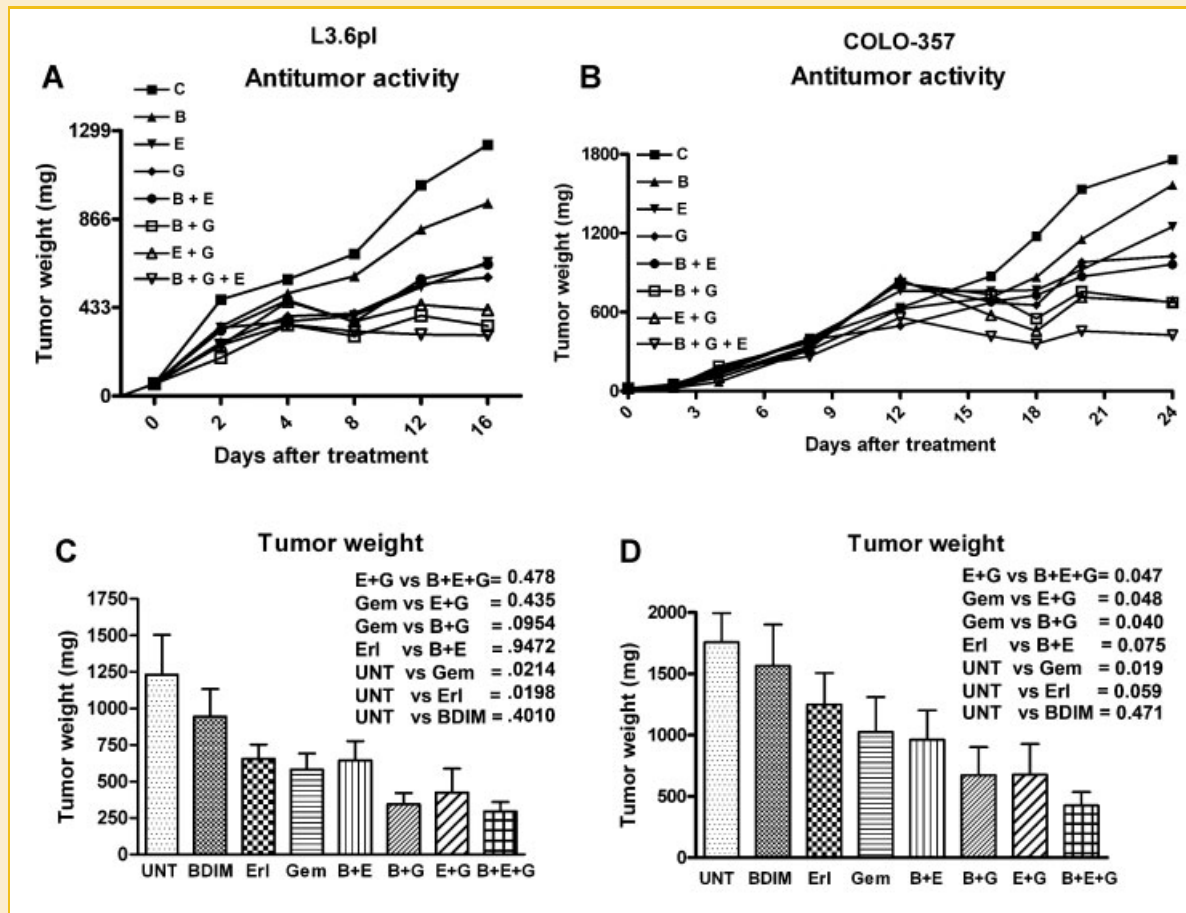 L3.6pl
A Antitumor activity
C
B
E
G
B + E
B + G
E + G
B + G + E
Tumor weight (mg)
1299
866
433
0
0 2 4 8 12 16
Days after treatment
COLO-357
B Antitumor activity
C
B
E
G
B + E
B + G
E + G
B + G + E
Tumor weight (mg)
1800
1200
600
0
0 3 6 9 12 15 18 21 24
Days after treatment
C Tumor weight
E+G vs B+E+G= 0.478
Gem vs E+G = 0.435
Gem vs B+G = .0954
Erl vs B+E = .9472
UNT vs Gem = .0214
UNT vs Erl = .0198
UNT vs BDIM = .4010
Tumor weight (mg)
1750
1500
1250
1000
750
500
250
0
UNT BDIM Erl Gem B+E B+G E+G B+E+G
D Tumor weight
E+G vs B+E+G= 0.047
Gem vs E+G = 0.048
Gem vs B+G = 0.040
Erl vs B+E = 0.075
UNT vs Gem = 0.019
UNT vs Erl = 0.059
UNT vs BDIM = 0.471
Tumor weight (mg)
2000
1500
1000
500
0
UNT BDIM Erl Gem B+E B+G E+G B+E+G